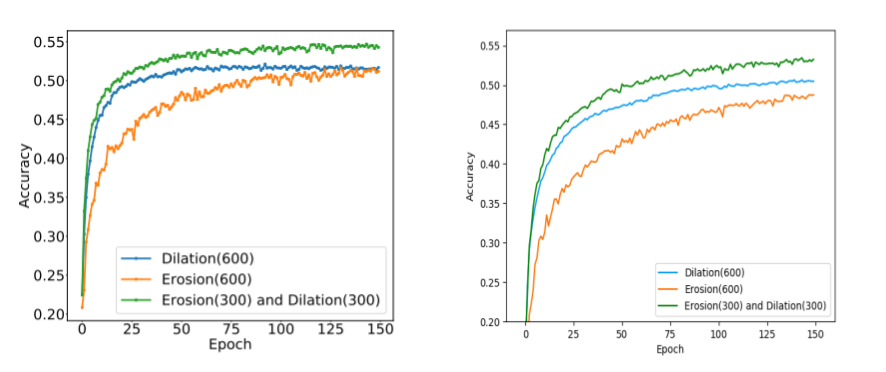 0.55
0.50
0.45
0.40
0.35
0.30
0.25
0.20
Accuracy
Dilation(600)
Erosion(600)
Erosion(300) and Dilation(300)
0 25 50 75 100 125 150
Epoch
0.55
0.50
0.45
0.40
0.35
0.30
0.25
0.20
Accuracy
Dilation(600)
Erosion(600)
Erosion(300) and Dilation(300)
0 25 50 75 100 125 150
Epoch